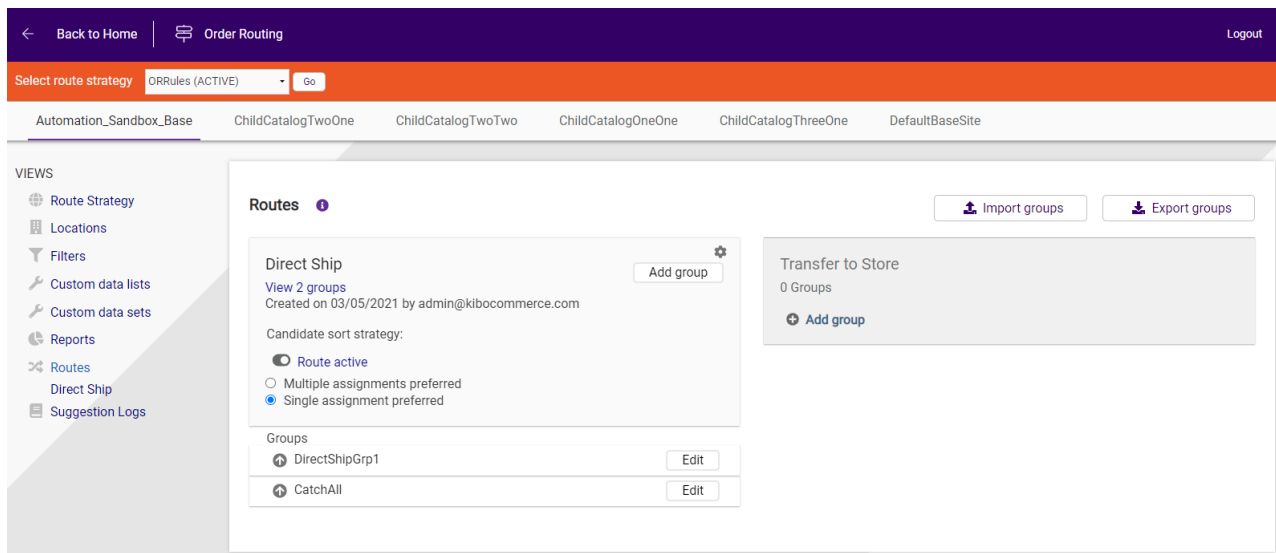 Back to Home
Order Routing
Logout
Select route strategy ORRules (ACTIVE) Go
Automation_Sandbox_Base ChildCatalogTwoOne ChildCatalogTwoTwo ChildCatalogOneOne ChildCatalogThreeOne DefaultBaseSite
VIEWS
Route Strategy
Locations
Filters
Custom data lists
Custom data sets
Reports
Routes
Direct Ship
Suggestion Logs
Routes
Import groups
Export groups
Direct Ship
Add group
View 2 groups
Created on 03/05/2021 by admin@kibocommerce.com
Candidate sort strategy:
Route active
Multiple assignments preferred
Single assignment preferred
Groups
DirectShipGrp1 Edit
CatchAll Edit
Transfer to Store
0 Groups
Add group